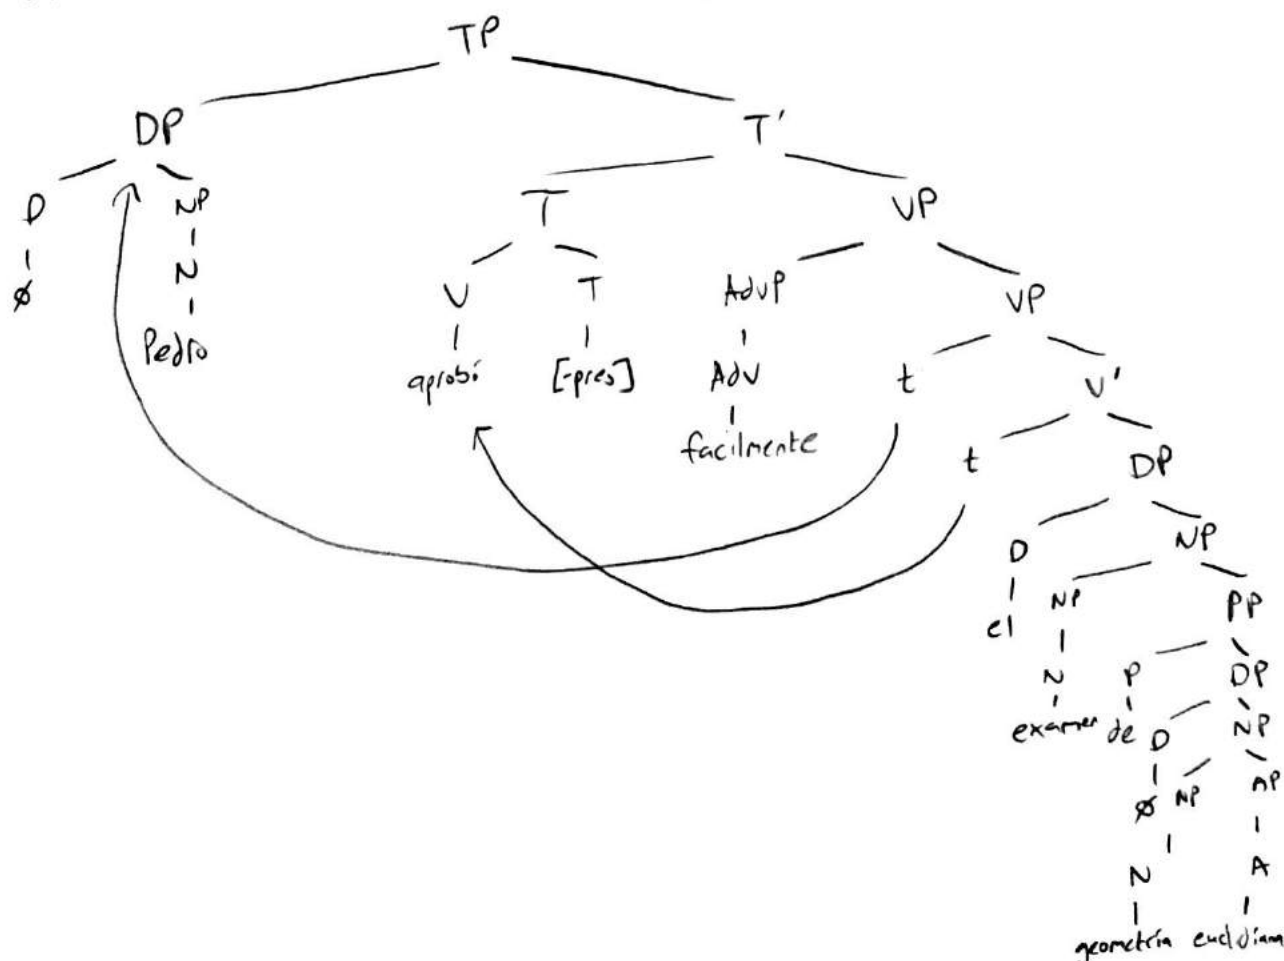 TP
DP T'
D NP T VP
∅ N V T AdvP VP
Pedro aprobó [-pres] Adv t V'
facilmente t DP
D NP
el NP PP
N P DP
examen de D NP
∅ NP AP
N A
geometría euclidiana